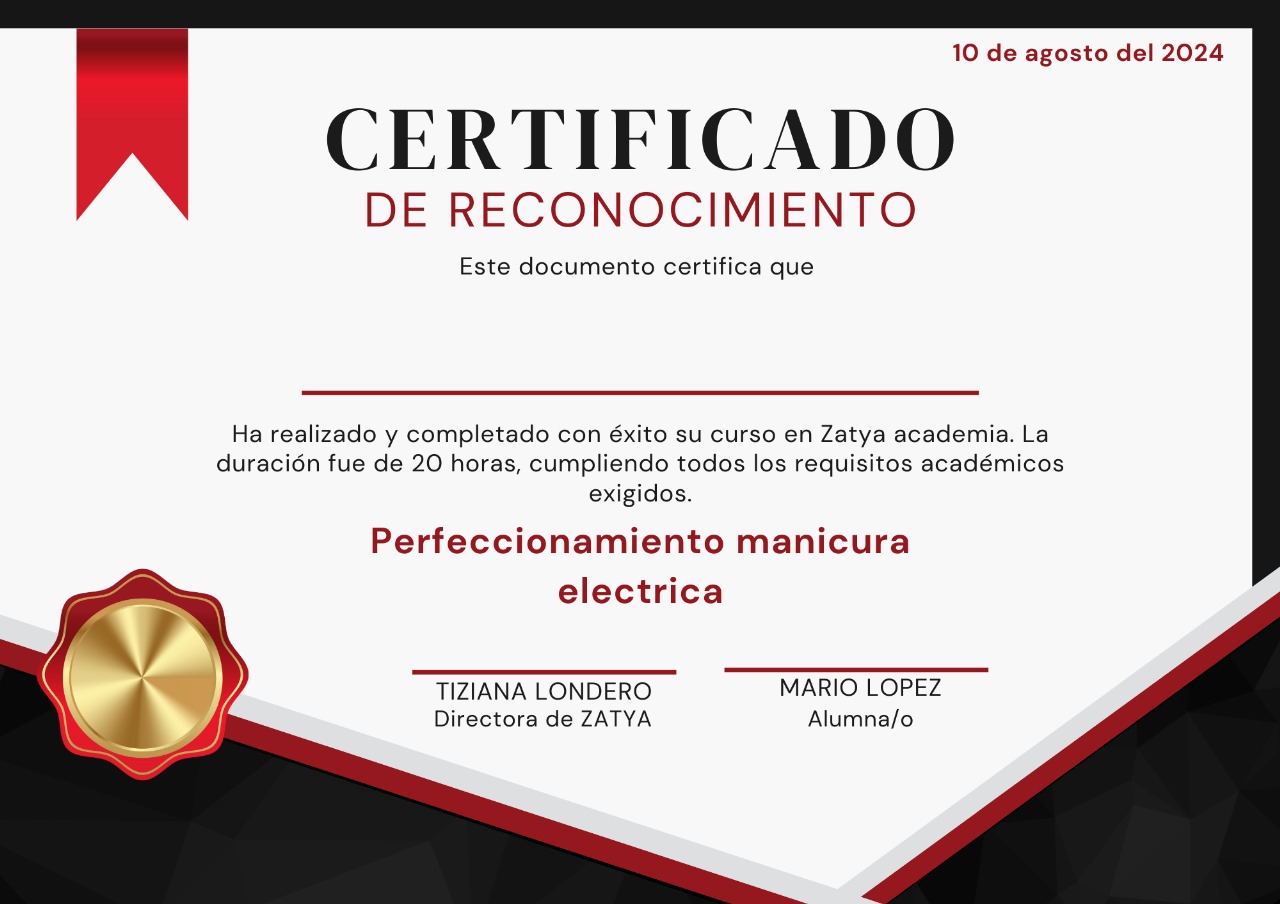 10 de agosto del 2024
CERTIFICADO
DE RECONOCIMIENTO
Este documento certifica que
Ha realizado y completado con éxito su curso en Zatya academia. La
duración fue de 20 horas, cumpliendo todos los requisitos académicos
exigidos.
Perfeccionamiento manicura
electrica
TIZIANA LONDERO
Directora de ZATYA
MARIO LOPEZ
Alumna/o